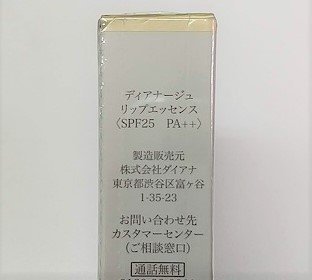 ディアナージュ
リップエッセンス
〈SPF25 PA++〉
製造販売元
株式会社ダイアナ
東京都渋谷区富ヶ谷
1-35-23
お問い合わせ先
カスタマーセンター
(ご相談窓口)
通話無料